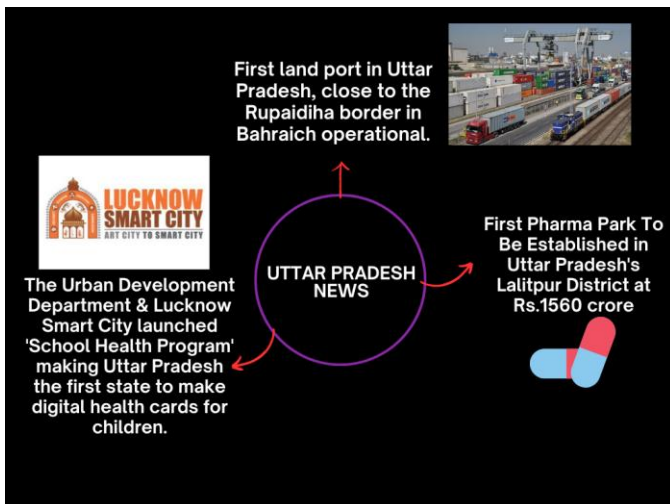 First land port in Uttar
Pradesh, close to the
Rupaidiha border in
Bahraich operational.
LUCKNOW
SMART CITY
ART CITY TO SMART CITY
The Urban Development
Department & Lucknow
Smart City launched
'School Health Program'
making Uttar Pradesh
the first state to make
digital health cards for
children.
UTTAR PRADESH
NEWS
First Pharma Park To
Be Established in
Uttar Pradesh's
Lalitpur District at
Rs.1560 crore